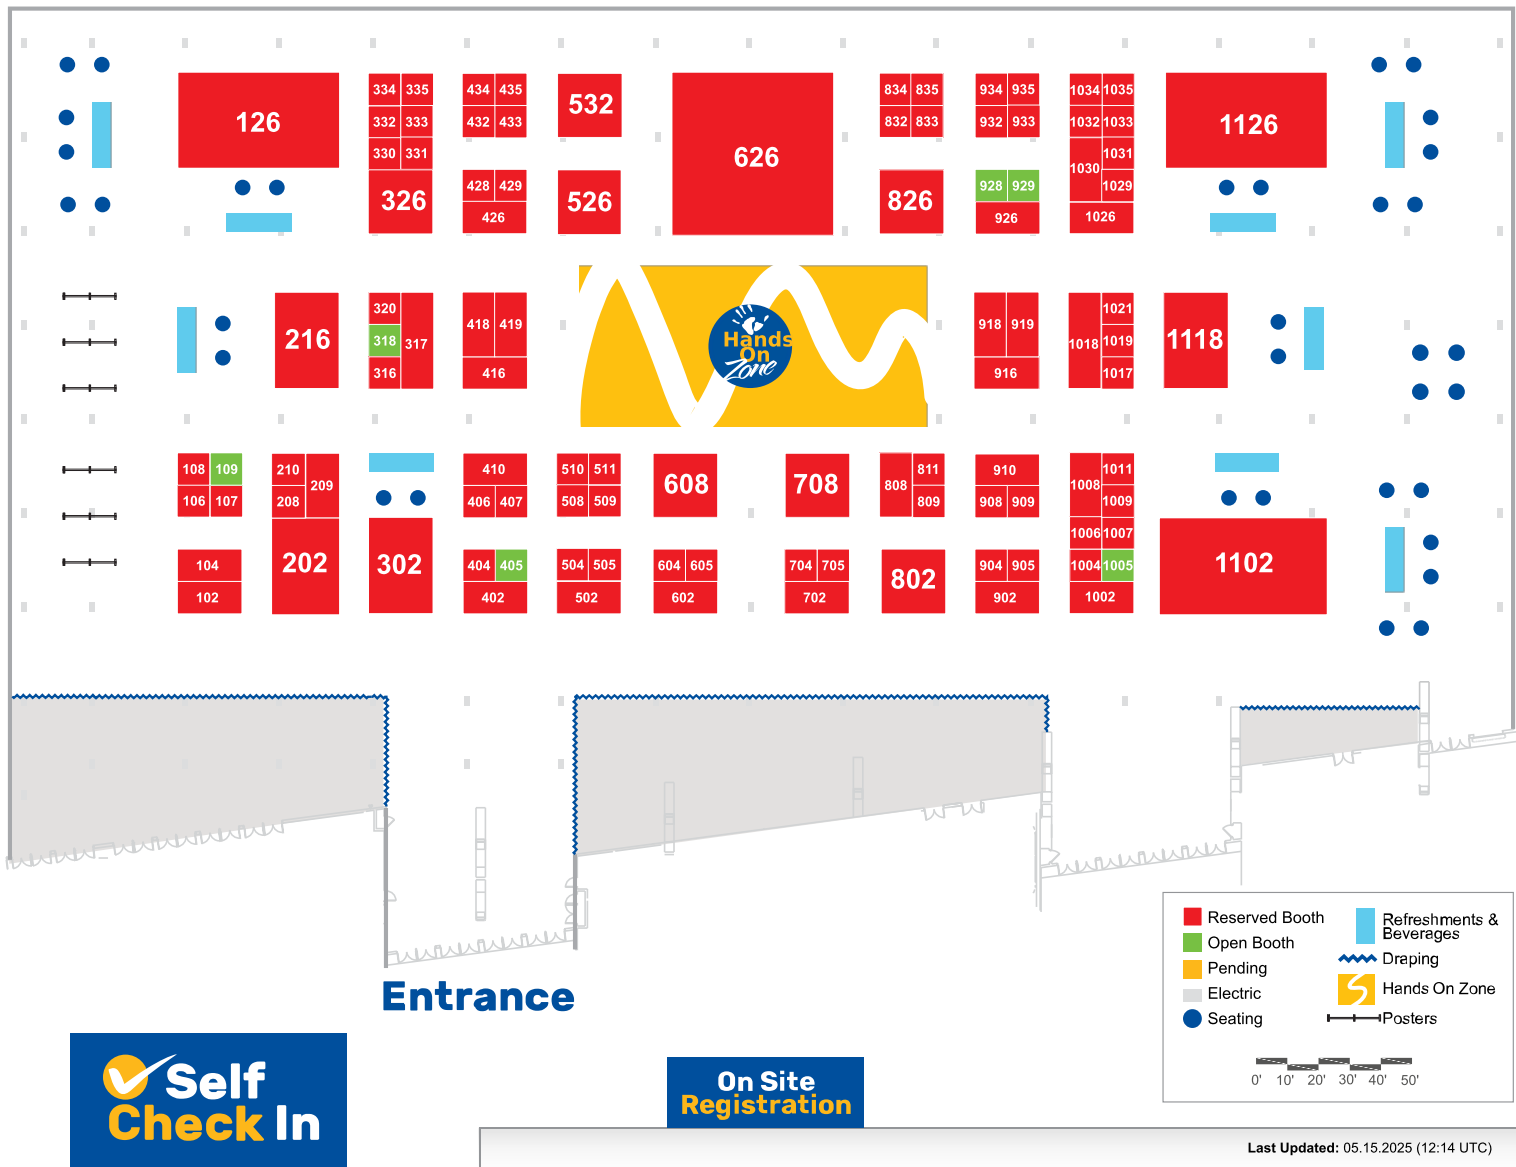 334 335 434 435 532 834 835 934 935 1034 1035
126 332 333 432 433 832 833 932 933 1032 1033 1126
330 331 626 1030 1031
326 428 429 526 826 928 929 1029
426 926 1026
216 320 317 418 419 918 919 1018 1021 1118
318 1019
316 416 916 1017
Hands
On
Zone
108 109 210 209 410 510 511 608 708 808 811 910 1008 1011
106 107 208 406 407 508 509 809 908 909 1009
1006 1007
104 202 302 404 405 504 505 604 605 704 705 802 904 905 1004 1005 1102
102 402 502 602 702 902 1002
Entrance
Self
Check In
On Site
Registration
Reserved Booth
Open Booth
Pending
Electric
Seating
Refreshments &
Beverages
Draping
Hands On Zone
Posters
0' 10' 20' 30' 40' 50'
Last Updated: 05.15.2025 (12:14 UTC)